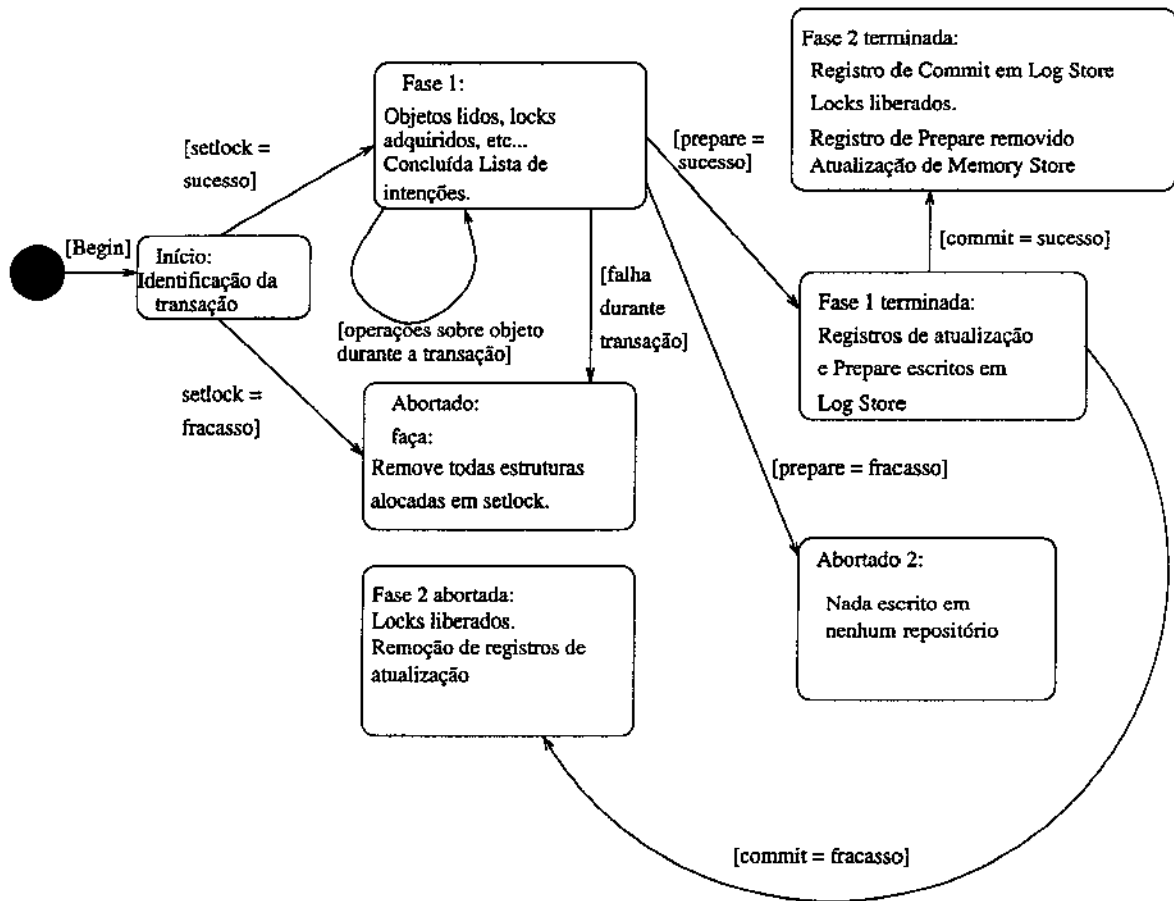 [Begin]
Início:
Identificação da
transação
[setlock =
sucesso]
setlock =
fracasso]
Fase 1:
Objetos lidos, locks
adquiridos, etc...
Concluída Lista de
intenções.
[operações sobre objeto
durante a transação]
[falha
durante
transação]
Abortado:
faça:
Remove todas estruturas
alocadas em setlock.
Fase 2 abortada:
Locks liberados.
Remoção de registros de
atualização
[prepare =
sucesso]
[prepare = fracasso]
Fase 2 terminada:
Registro de Commit em Log Store
Locks liberados.
Registro de Prepare removido
Atualização de Memory Store
[commit = sucesso]
Fase 1 terminada:
Registros de atualização
e Prepare escritos em
Log Store
Abortado 2:
Nada escrito em
nenhum repositório
[commit = fracasso]